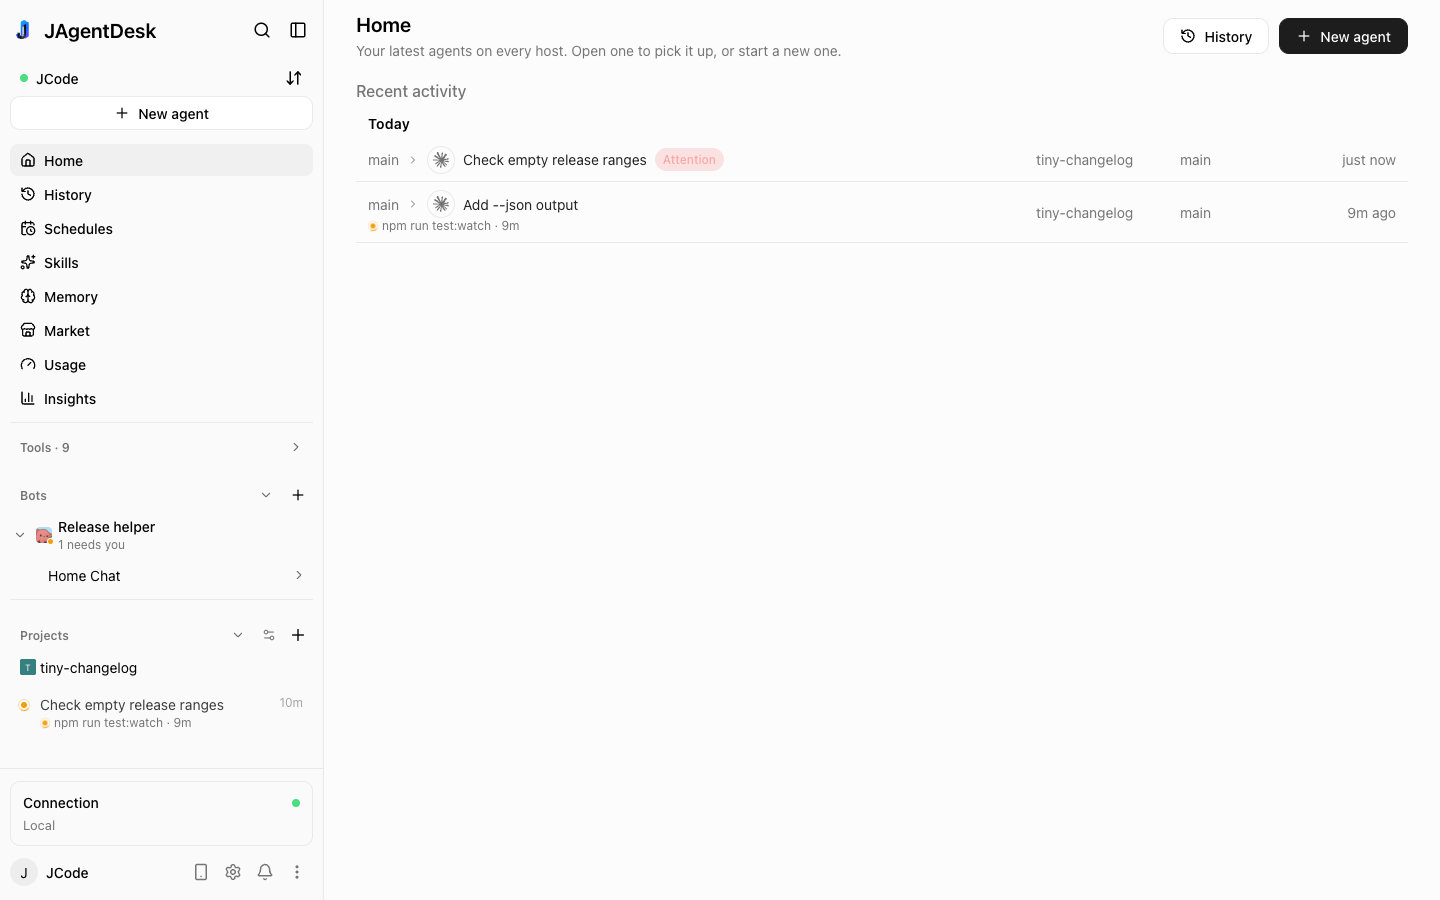 JAgentDesk
JCode
New agent
Home
History
Schedules
Skills
Memory
Market
Usage
Insights
Tools · 9
Bots
Release helper
1 needs you
Home Chat
Projects
T tiny-changelog
Check empty release ranges 10m
npm run test:watch · 9m
Connection
Local
J JCode
Home
Your latest agents on every host. Open one to pick it up, or start a new one.
History
New agent
Recent activity
Today
main Check empty release ranges Attention tiny-changelog main just now
main Add --json output tiny-changelog main 9m ago
npm run test:watch · 9m